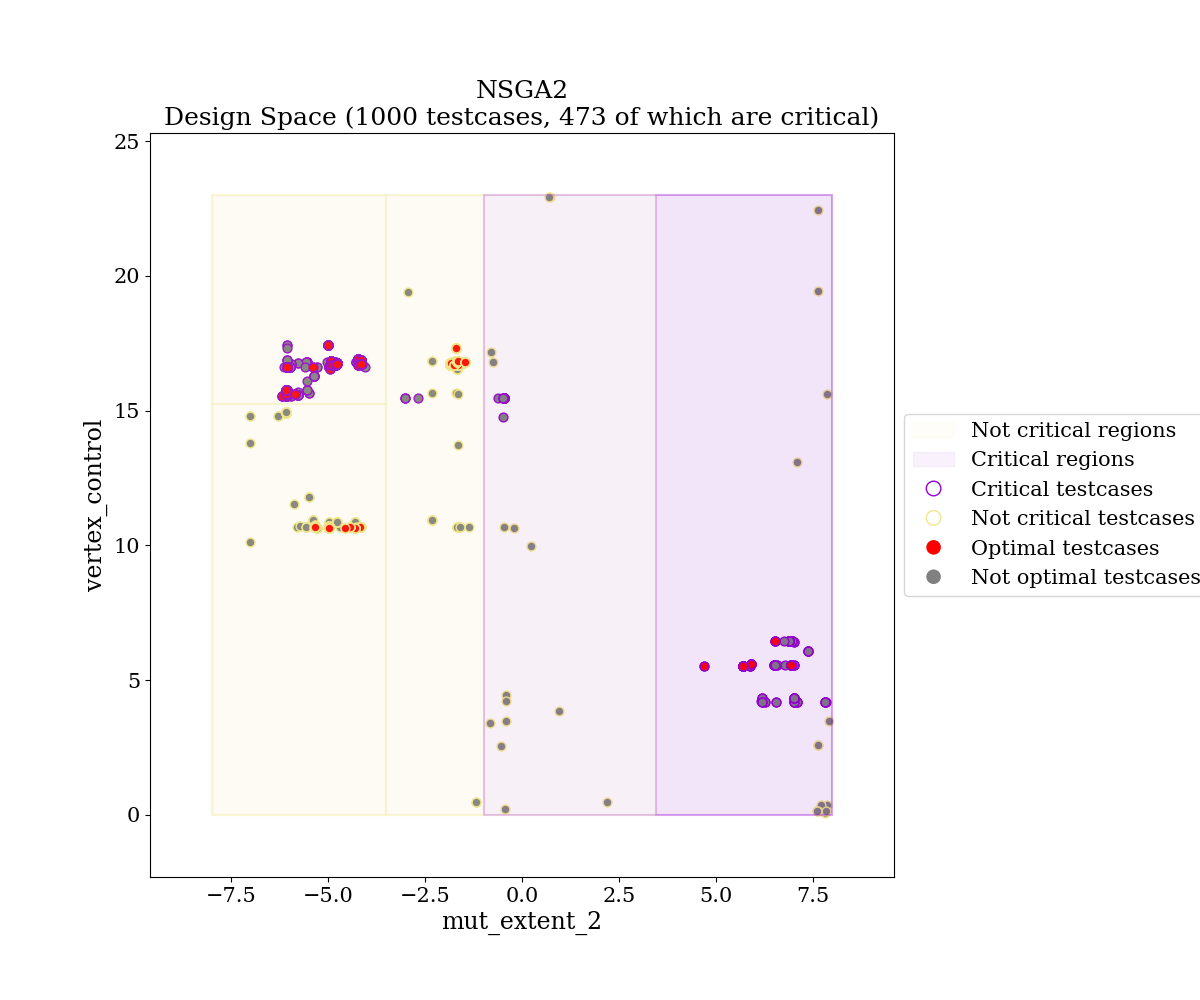 NSGA2
Design Space (1000 testcases, 473 of which are critical)
25
20
15
10
5
0
vertex_control
−7.5
−5.0
−2.5
0.0
2.5
5.0
7.5
mut_extent_2
Not critical regions
Critical regions
Critical testcases
Not critical testcases
Optimal testcases
Not optimal testcases